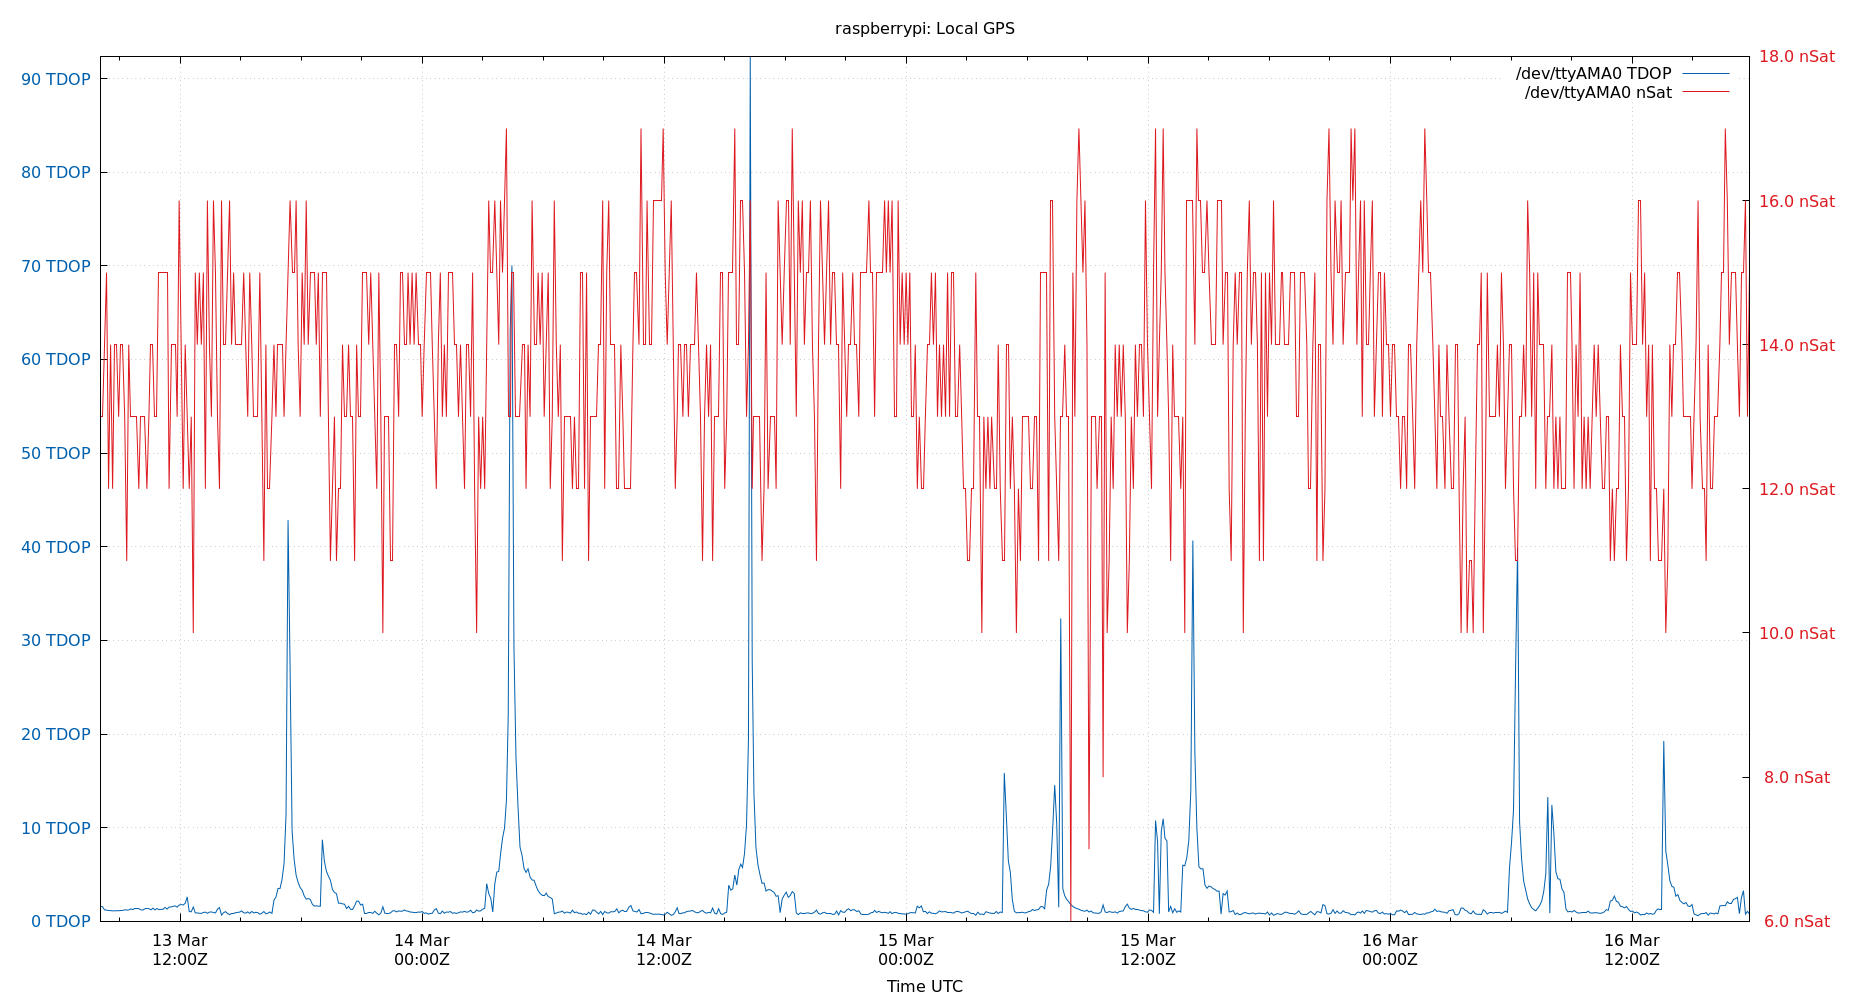 raspberrypi: Local GPS
/dev/ttyAMA0 TDOP
/dev/ttyAMA0 nSat
90 TDOP
80 TDOP
70 TDOP
60 TDOP
50 TDOP
40 TDOP
30 TDOP
20 TDOP
10 TDOP
0 TDOP
18.0 nSat
16.0 nSat
14.0 nSat
12.0 nSat
10.0 nSat
8.0 nSat
6.0 nSat
13 Mar
12:00Z
14 Mar
00:00Z
14 Mar
12:00Z
15 Mar
00:00Z
15 Mar
12:00Z
16 Mar
00:00Z
16 Mar
12:00Z
Time UTC